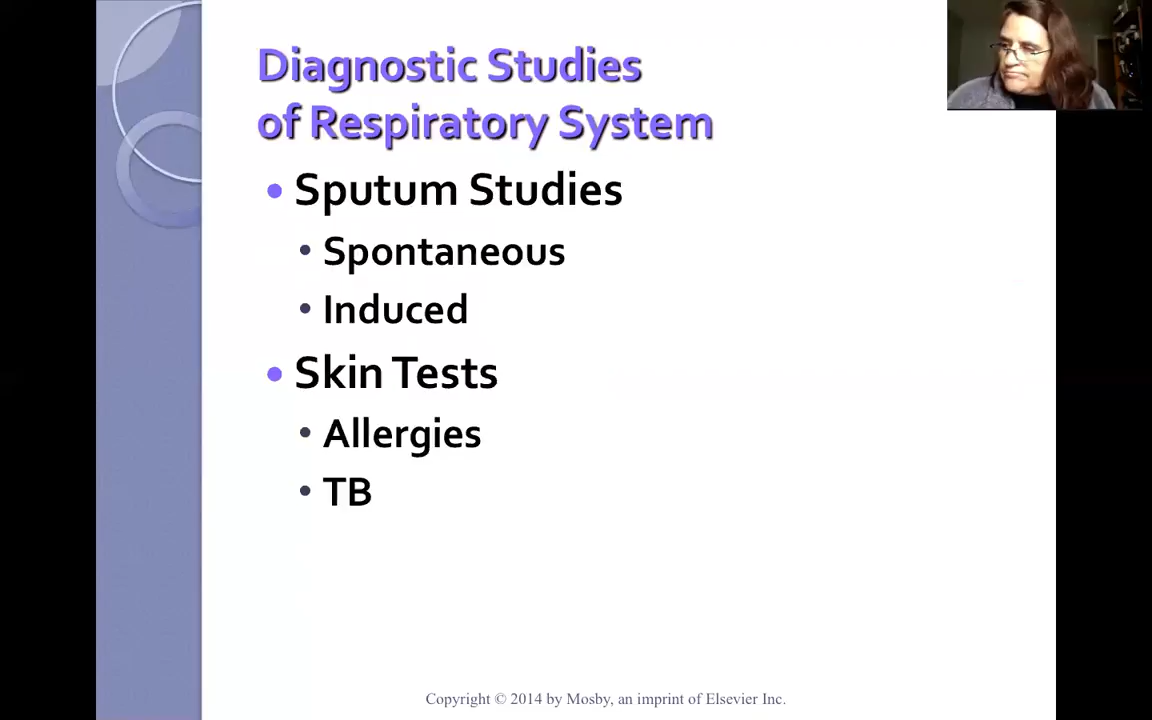 Diagnostic Studies
of Respiratory System
• Sputum Studies
• Spontaneous
• Induced
• Skin Tests
• Allergies
• TB
Copyright © 2014 by Mosby, an imprint of Elsevier Inc.